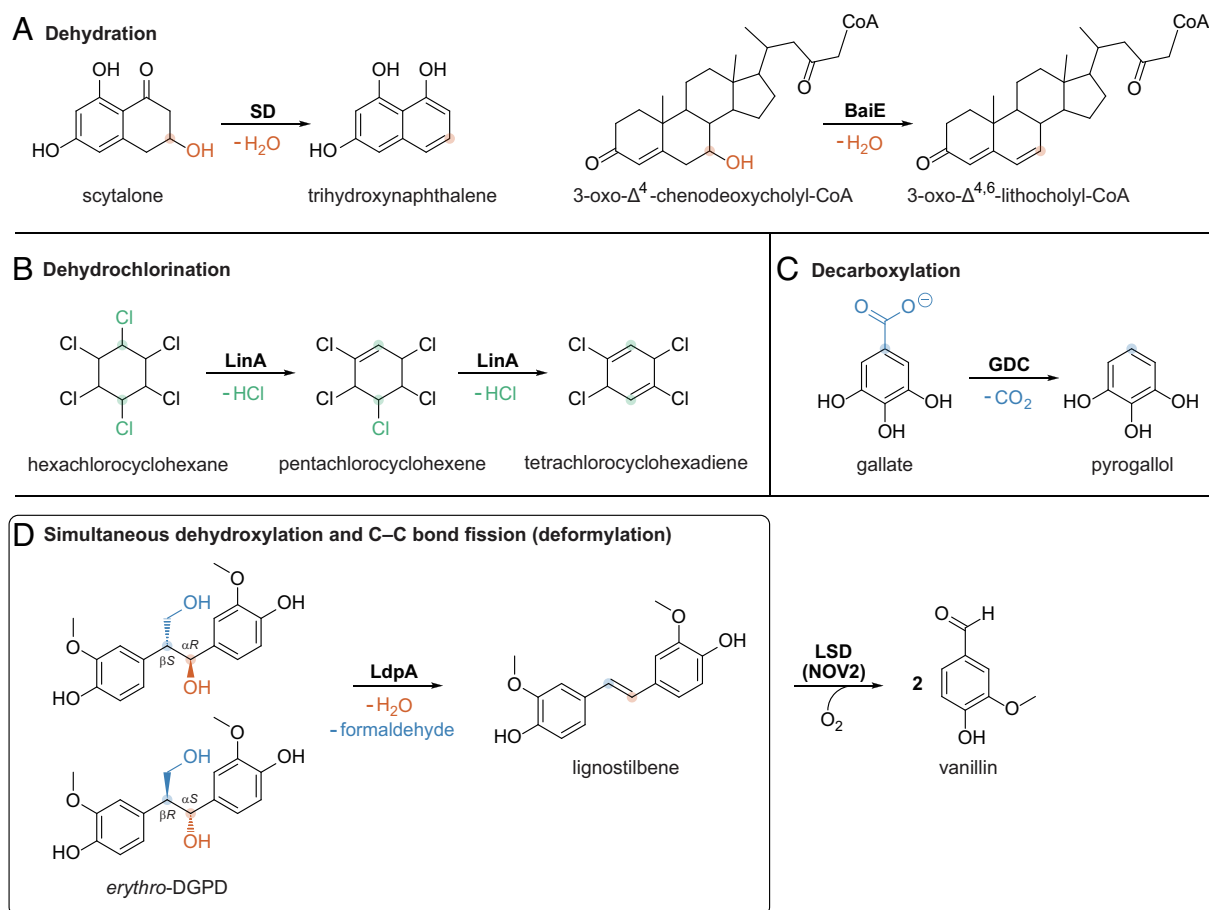 A Dehydration
OH O
HO OH
scytalone
SD
- H₂O
OH OH
HO
trihydroxynaphthalene
CoA
O
O OH
3-oxo-Δ⁴-chenodeoxycholyl-CoA
BaiE
- H₂O
CoA
O
O
3-oxo-Δ⁴,⁶-lithocholyl-CoA
B Dehydrochlorination
Cl
Cl Cl
Cl Cl
Cl
hexachlorocyclohexane
LinA
- HCl
Cl Cl
Cl Cl
Cl
pentachlorocyclohexene
LinA
- HCl
Cl Cl
Cl Cl
tetrachlorocyclohexadiene
C Decarboxylation
O O ⊖
HO OH
OH
gallate
GDC
- CO₂
HO OH
OH
pyrogallol
D Simultaneous dehydroxylation and C–C bond fission (deformylation)
O
OH OH
O
αR
βS
OH
HO
O
OH OH
O
αS
βR
OH
HO
erythro-DGPD
LdpA
- H₂O
- formaldehyde
O
OH
O
HO
lignostilbene
LSD
(NOV2)
O₂
2
O H
O
OH
vanillin